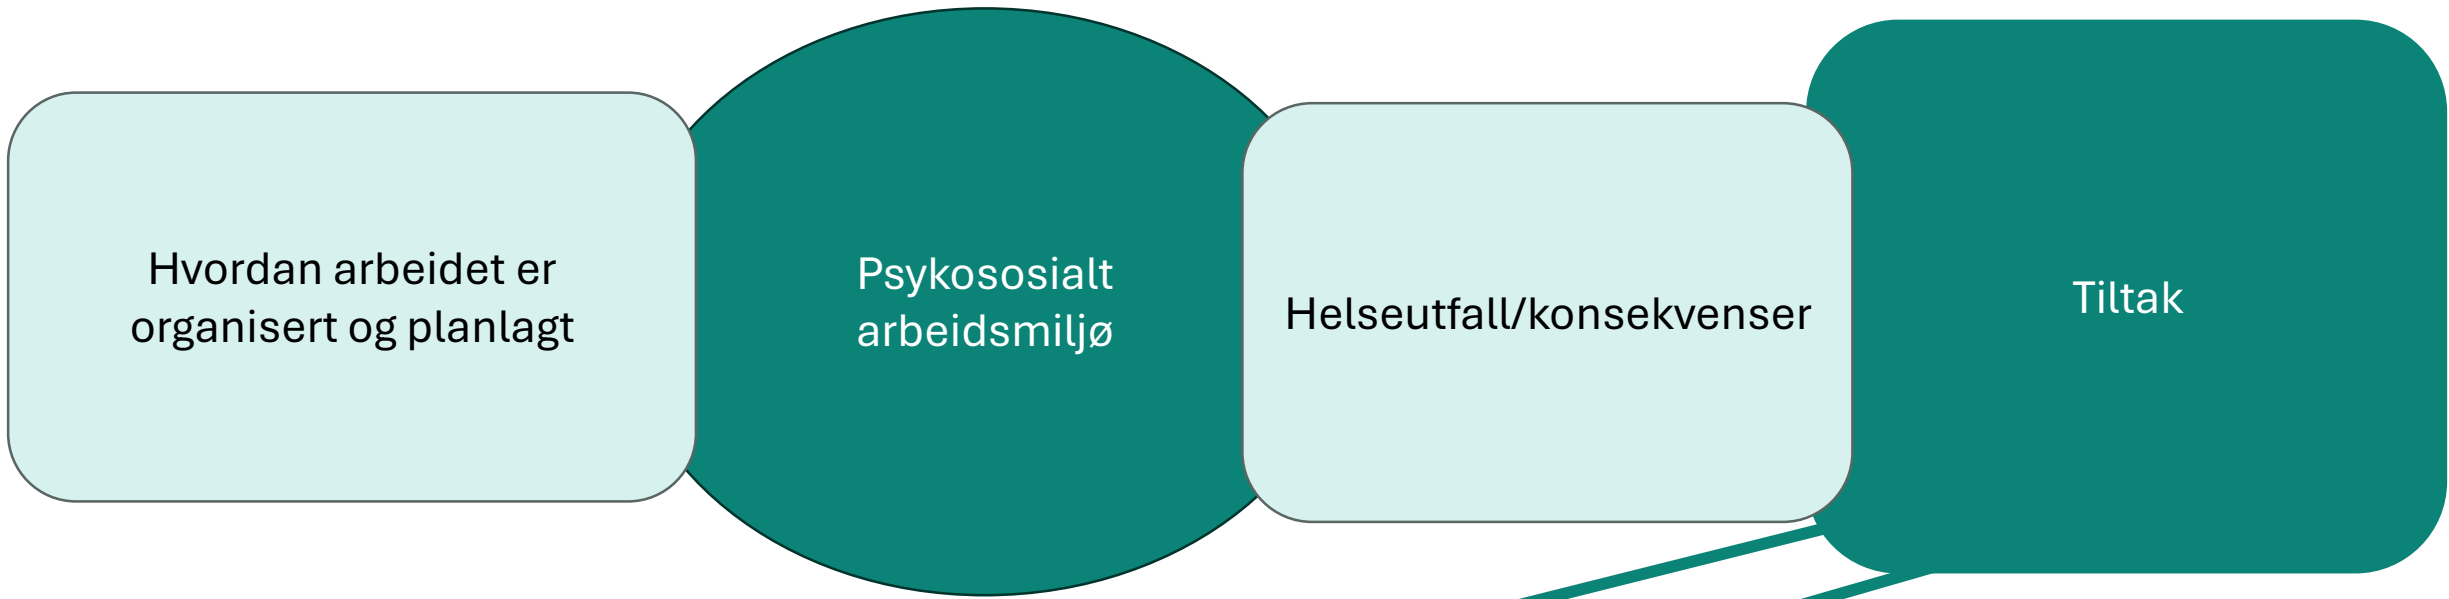 Hvordan arbeidet er
organisert og planlagt
Psykososialt
arbeidsmiljø
Helseutfall/konsekvenser
Tiltak